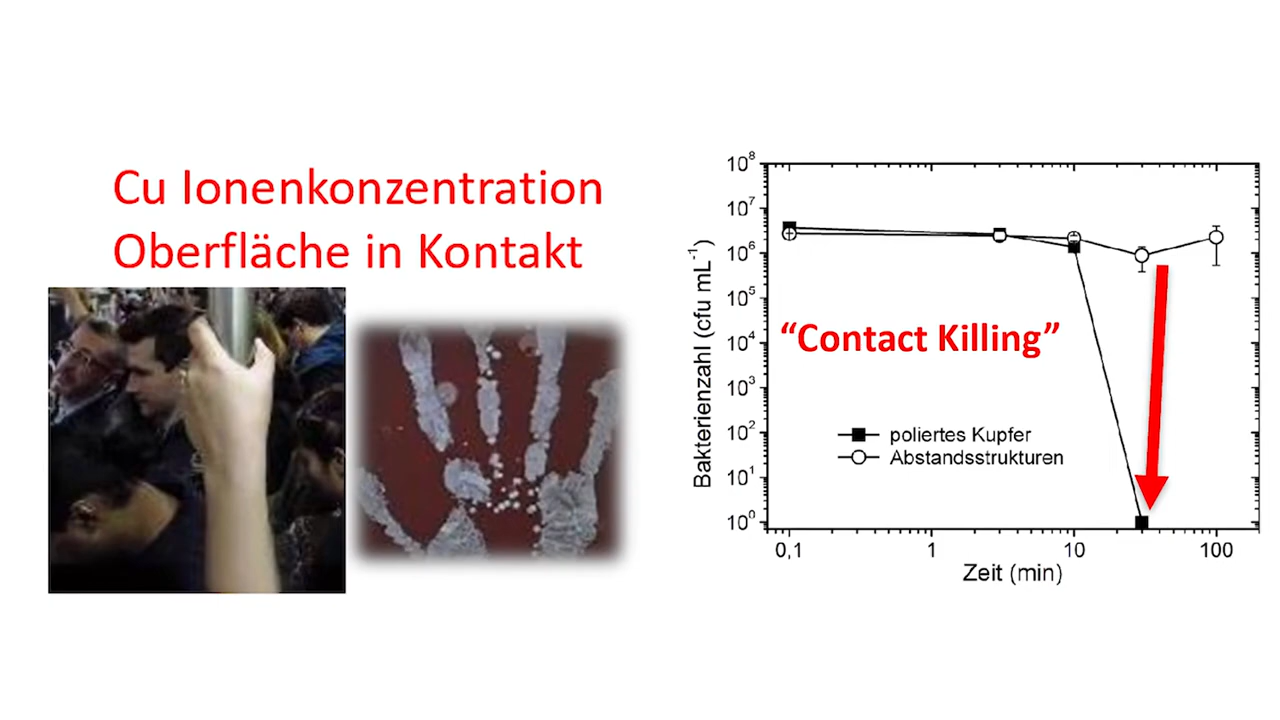 Cu Ionenkonzentration
Oberfläche in Kontakt
10⁸
10⁷
10⁶
10⁵
10⁴
10³
10²
10¹
10⁰
Bakterienzahl (cfu mL⁻¹)
“Contact Killing”
poliertes Kupfer
Abstandsstrukturen
0,1 1 10 100
Zeit (min)